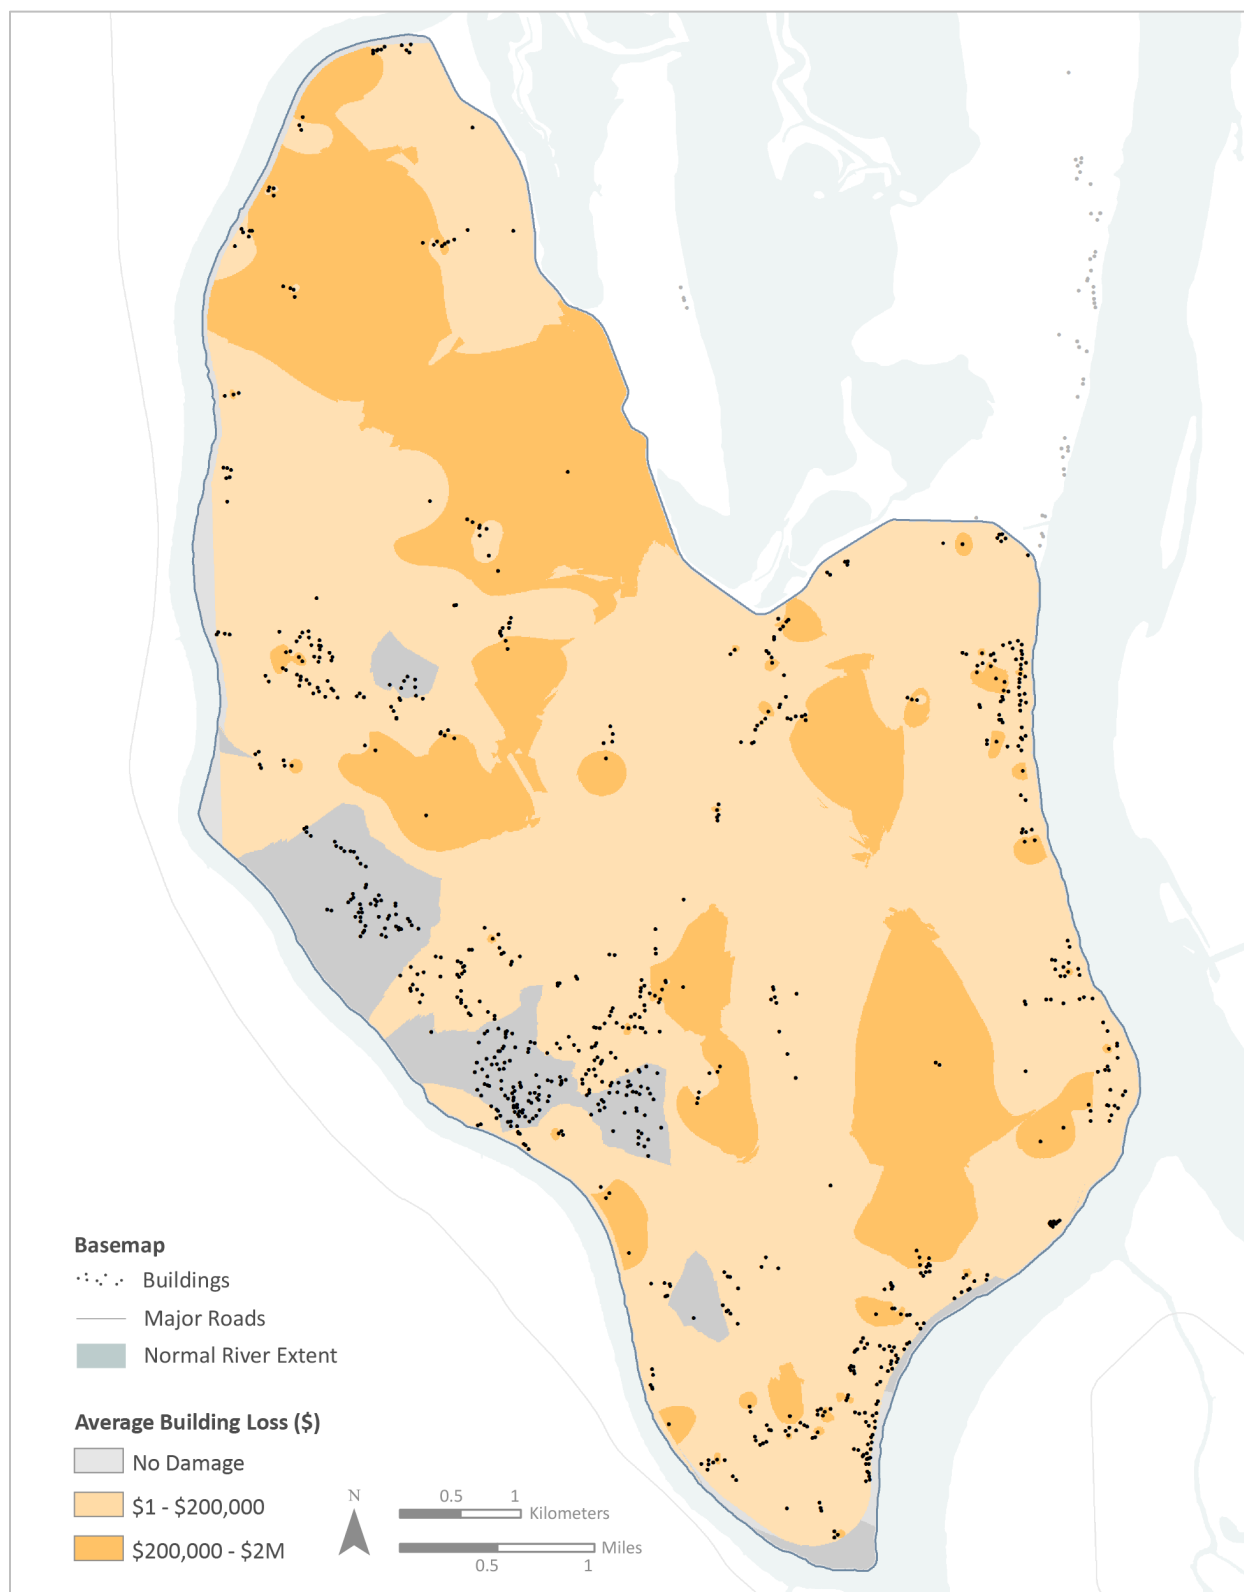 Basemap
Buildings
Major Roads
Normal River Extent
Average Building Loss ($)
No Damage
$1 - $200,000
$200,000 - $2M
N
0.5 1
Kilometers
Miles
0.5 1